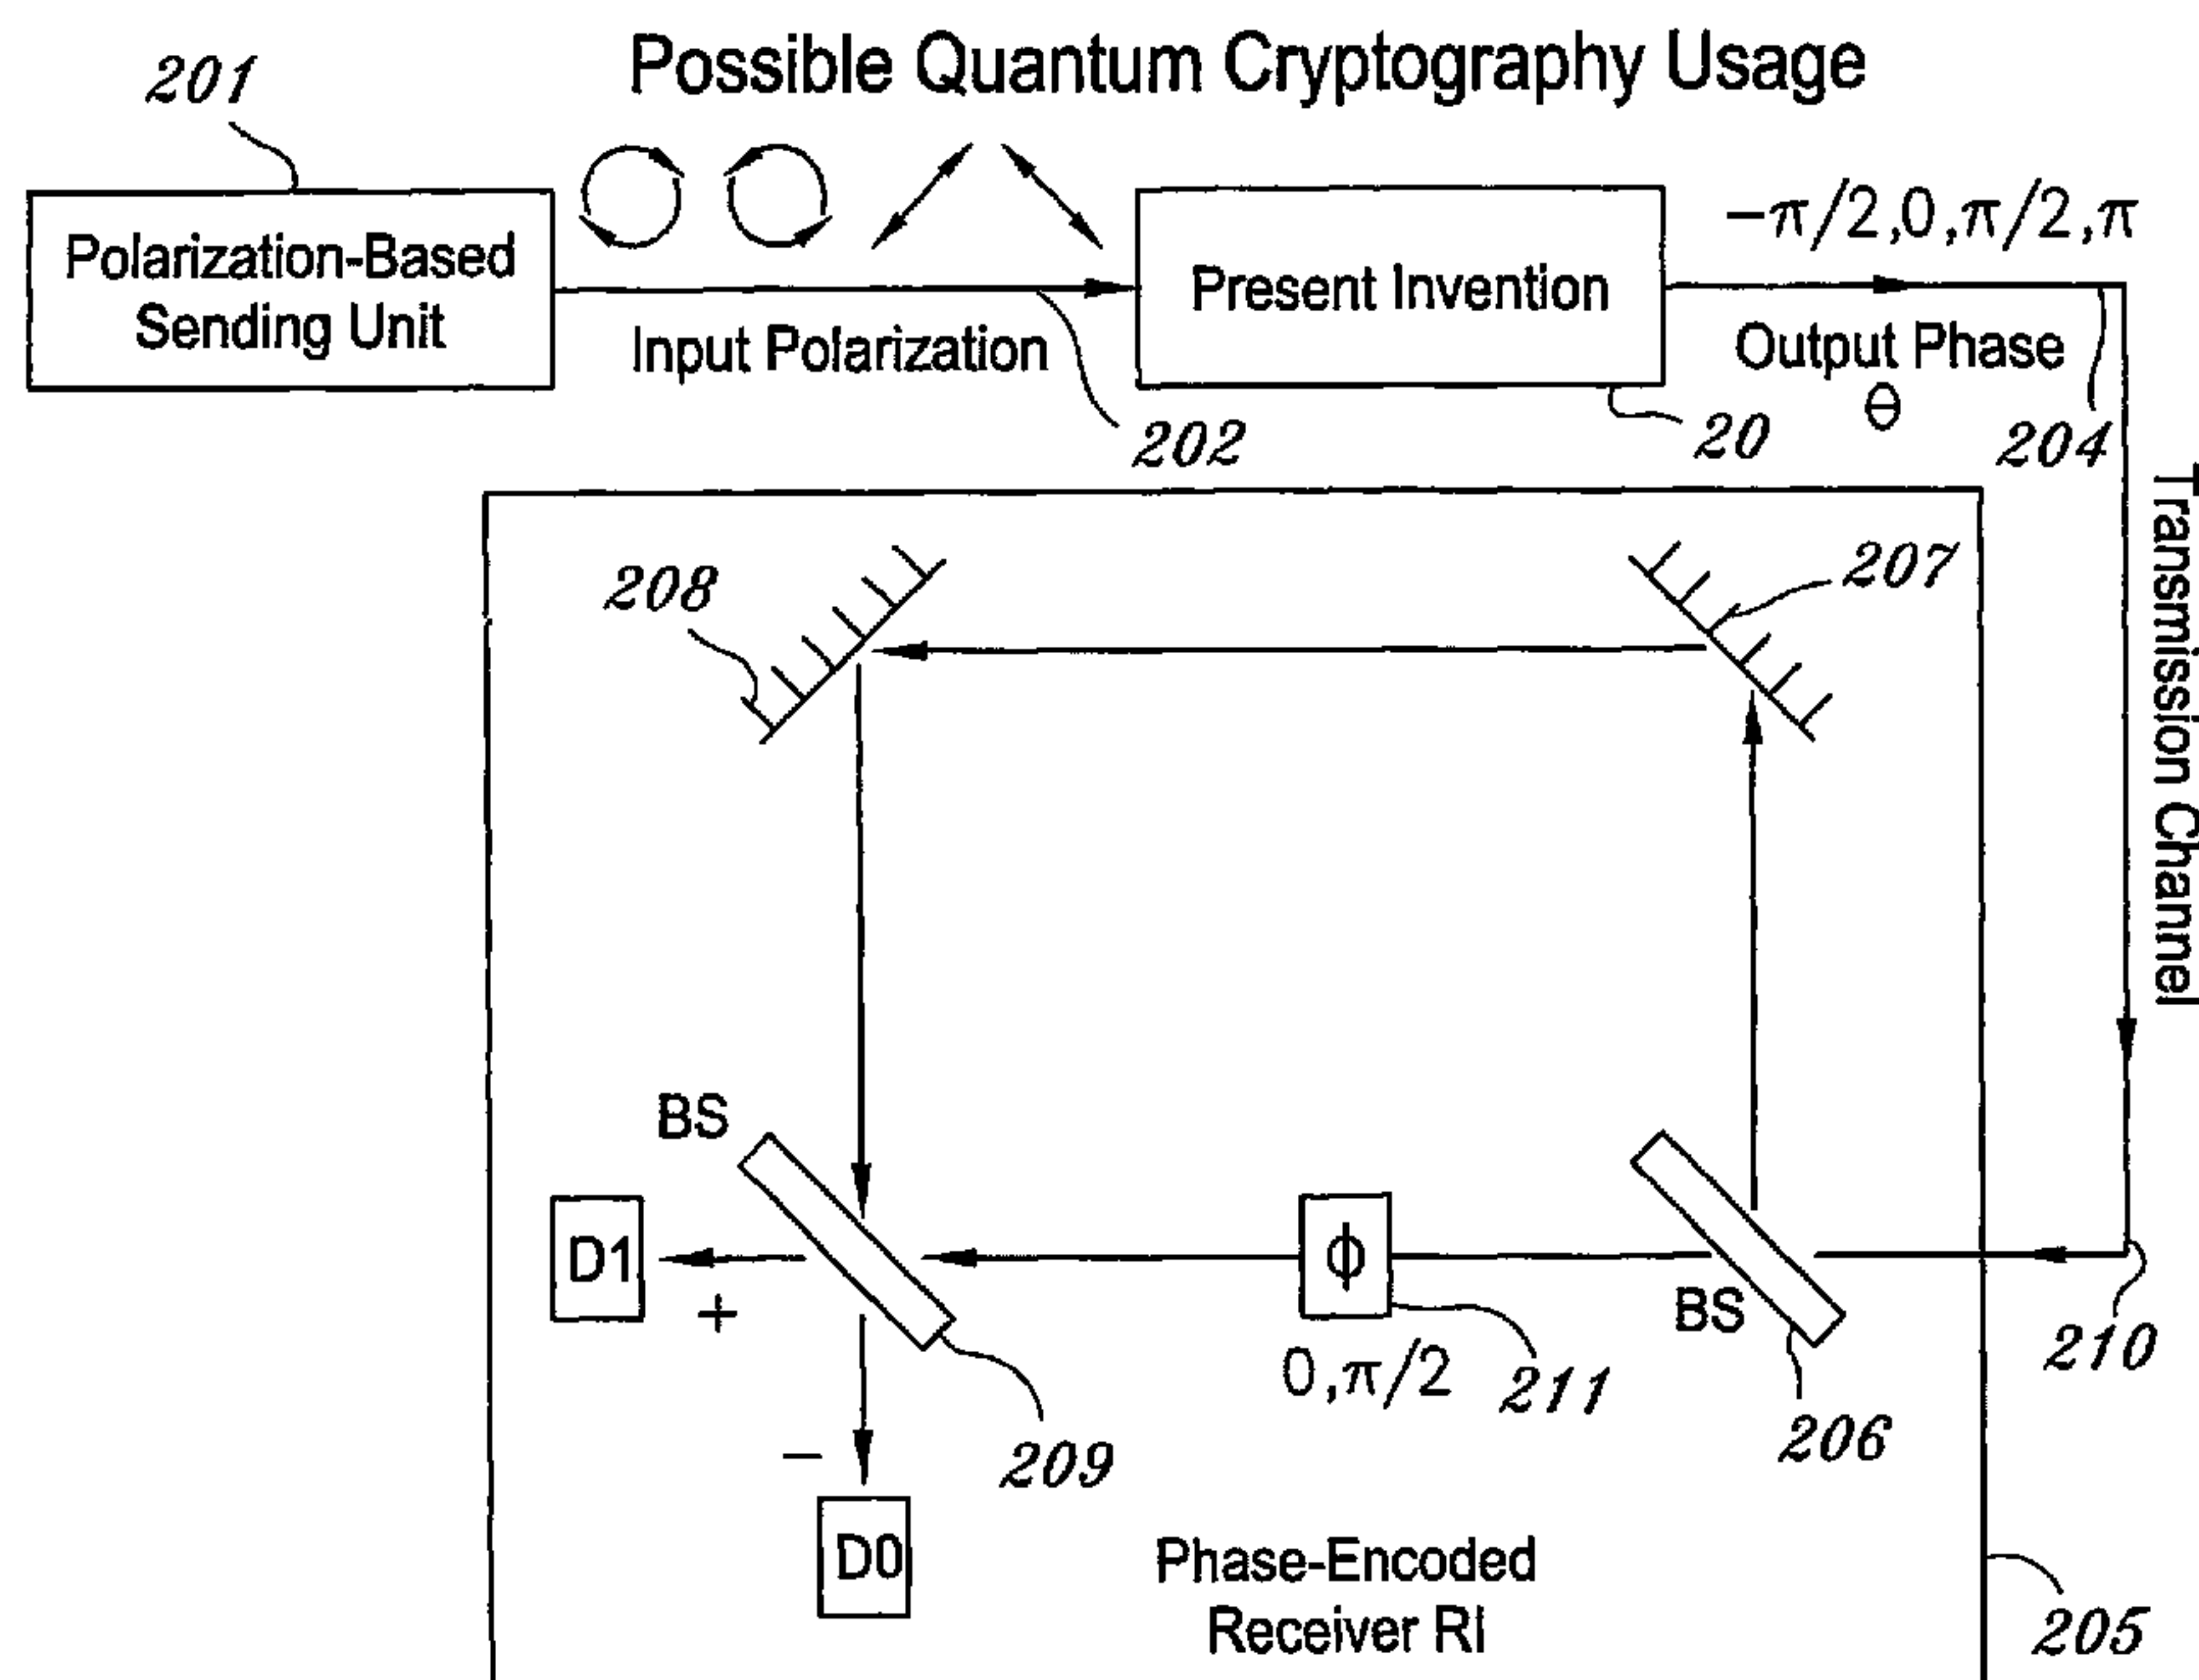 Possible Quantum Cryptography Usage
201
Polarization-Based
Sending Unit
Input Polarization
202
Present Invention
20
−π/2,0,π/2,π
Output Phase
Θ
204
Transmission Channel
208
207
BS
D1
+
−
D0
209
ϕ
0,π/2
211
BS
206
210
Phase-Encoded
Receiver RI
205